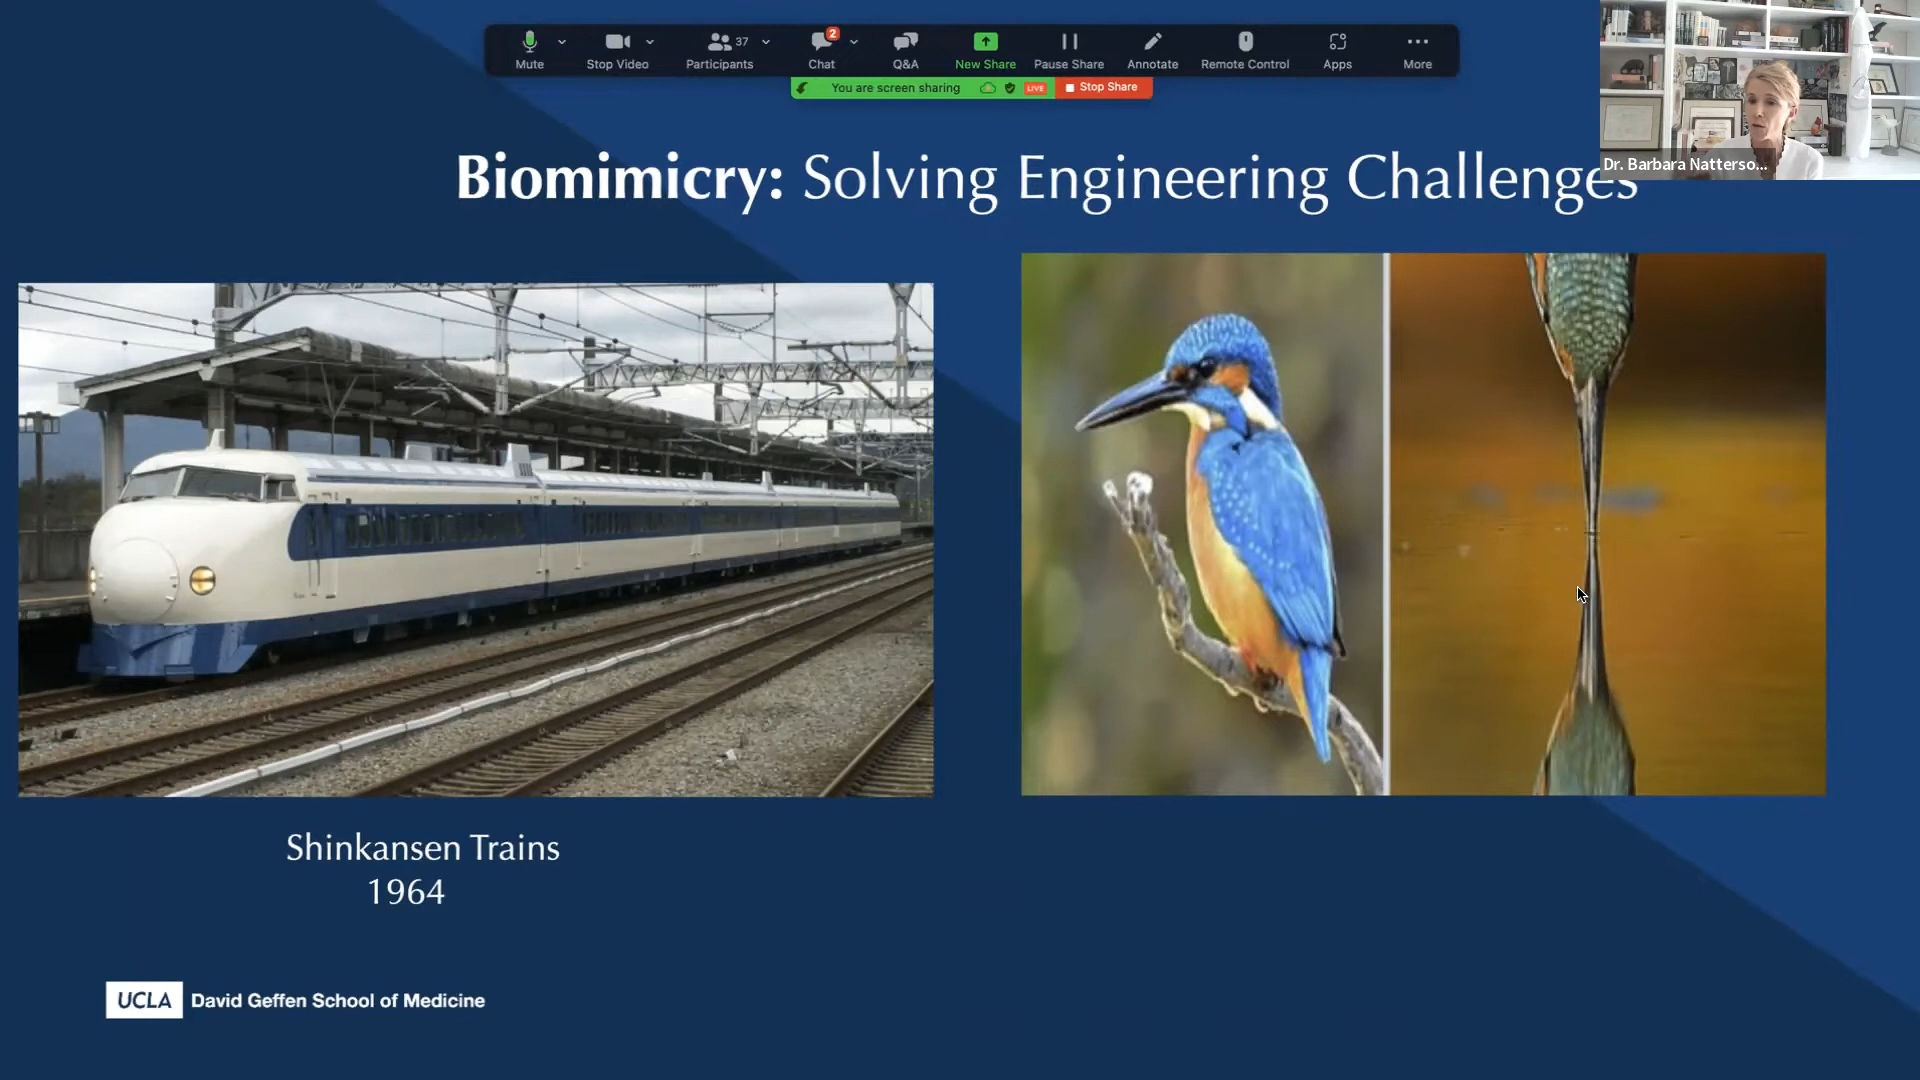 Mute
Stop Video
Participants
37
Chat
2
Q&A
New Share
Pause Share
Annotate
Remote Control
Apps
More
You are screen sharing
LIVE
Stop Share
Dr. Barbara Natterso...
Biomimicry: Solving Engineering Challenges
Shinkansen Trains
1964
UCLA David Geffen School of Medicine